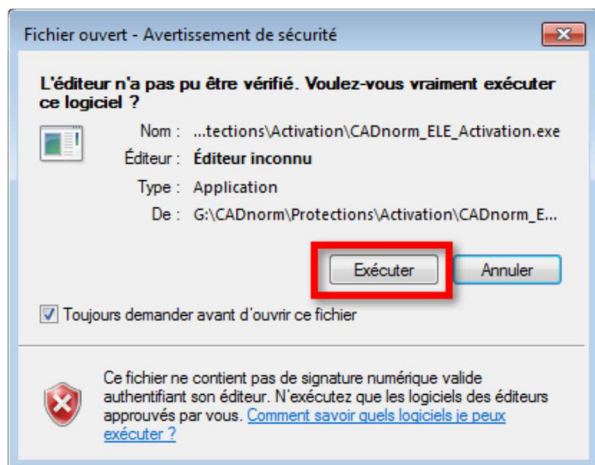 Fichier ouvert - Avertissement de sécurité
L'éditeur n'a pas pu être vérifié. Voulez-vous vraiment exécuter
ce logiciel ?
Nom : ...tections\Activation\CADnorm_ELE_Activation.exe
Éditeur : Éditeur inconnu
Type : Application
De : G:\CADnorm\Protections\Activation\CADnorm_E...
Exécuter Annuler
Toujours demander avant d'ouvrir ce fichier
Ce fichier ne contient pas de signature numérique valide
authentifiant son éditeur. N'exécutez que les logiciels des éditeurs
approuvés par vous. Comment savoir quels logiciels je peux
exécuter ?